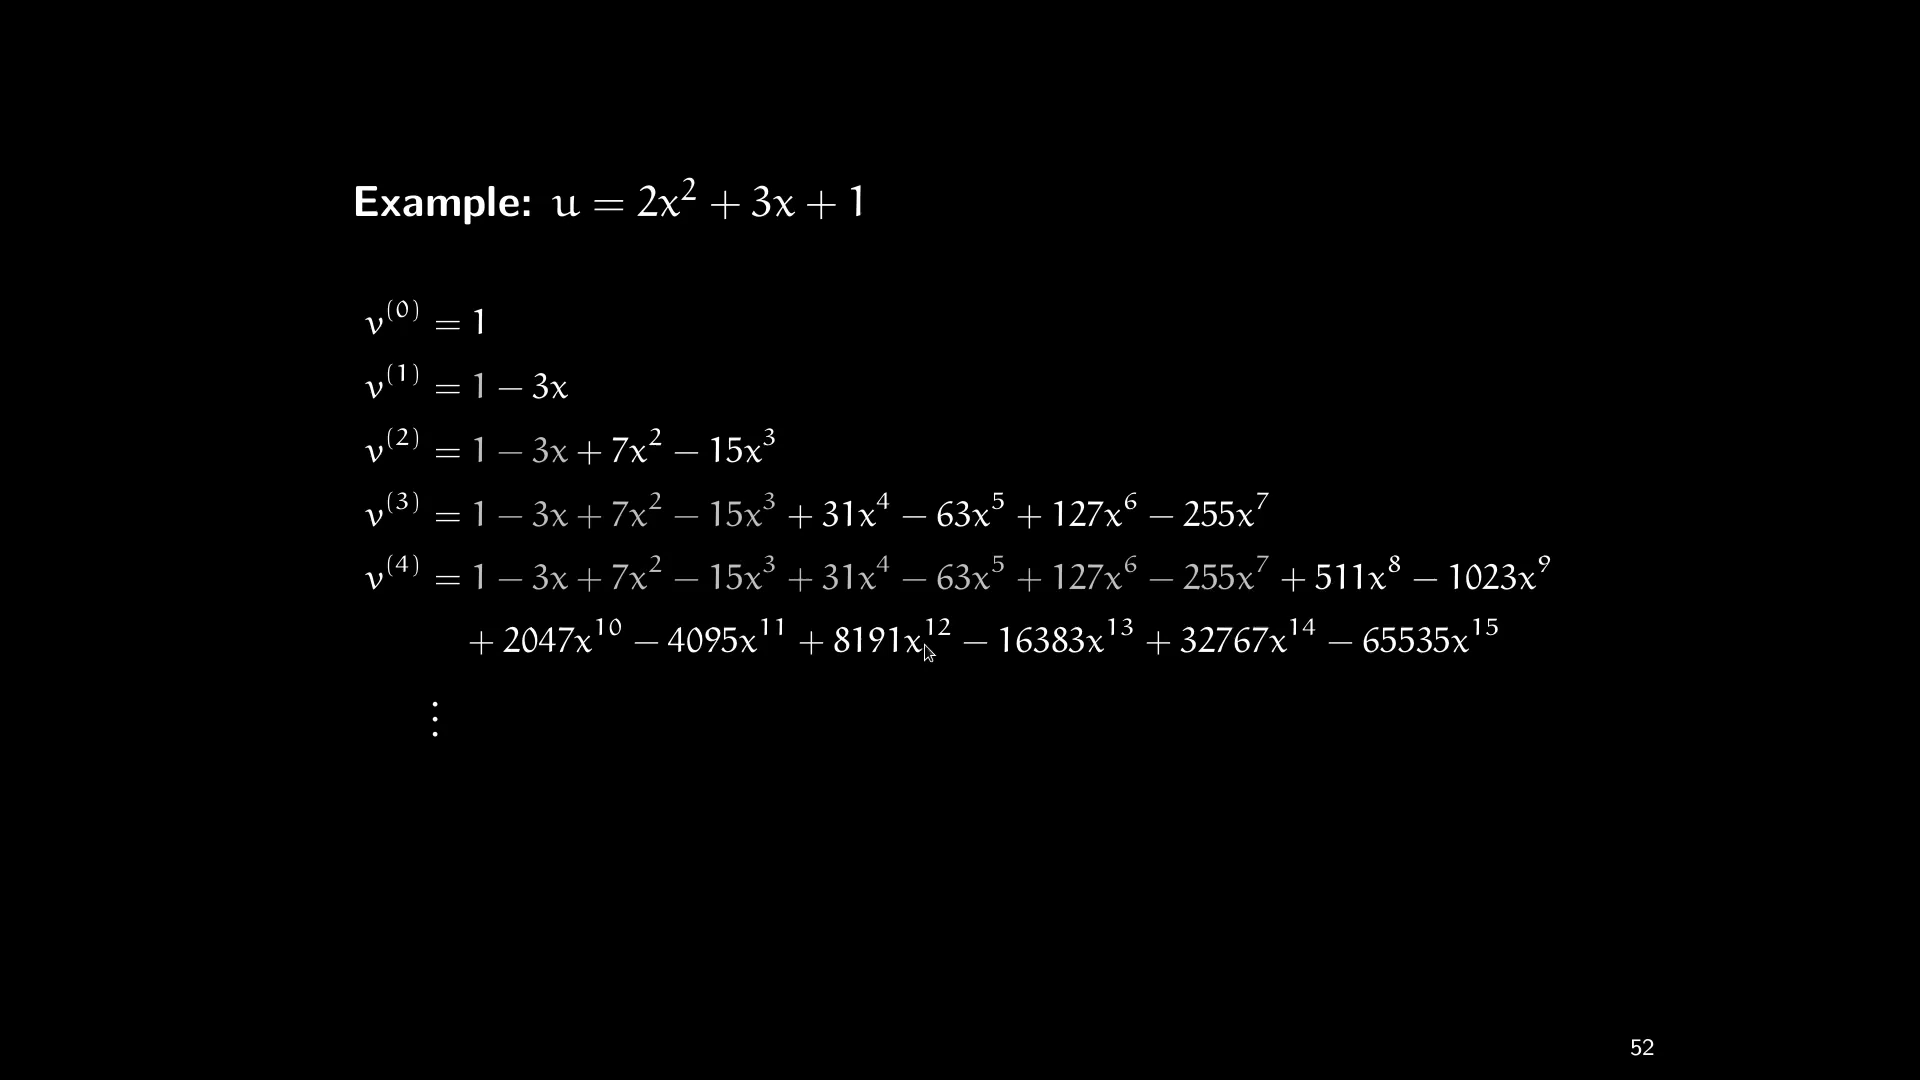 Example: u = 2x² + 3x + 1
v⁽⁰⁾ = 1
v⁽¹⁾ = 1 − 3x
v⁽²⁾ = 1 − 3x + 7x² − 15x³
v⁽³⁾ = 1 − 3x + 7x² − 15x³ + 31x⁴ − 63x⁵ + 127x⁶ − 255x⁷
v⁽⁴⁾ = 1 − 3x + 7x² − 15x³ + 31x⁴ − 63x⁵ + 127x⁶ − 255x⁷ + 511x⁸ − 1023x⁹
+ 2047x¹⁰ − 4095x¹¹ + 8191x¹² − 16383x¹³ + 32767x¹⁴ − 65535x¹⁵
⋮
52